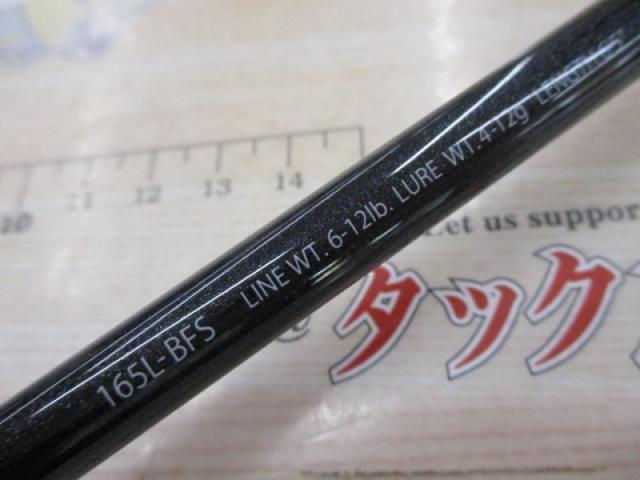 165L-BFS LINE WT. 6-12lb. LURE WT.4-12g
10 11 12 13 14
Let us suppor
タック